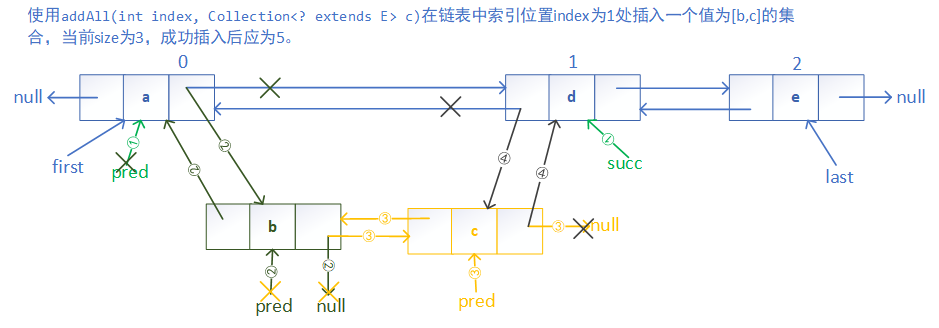 使用addAll(int index, Collection<? extends E> c)在链表中索引位置index为1处插入一个值为[b,c]的集
合，当前size为3，成功插入后应为5。
0 1 2
null a d e null
① ② ② ① ④ ④
first pred succ last
b ③ ③ c ③ null
② ② ③
pred null pred